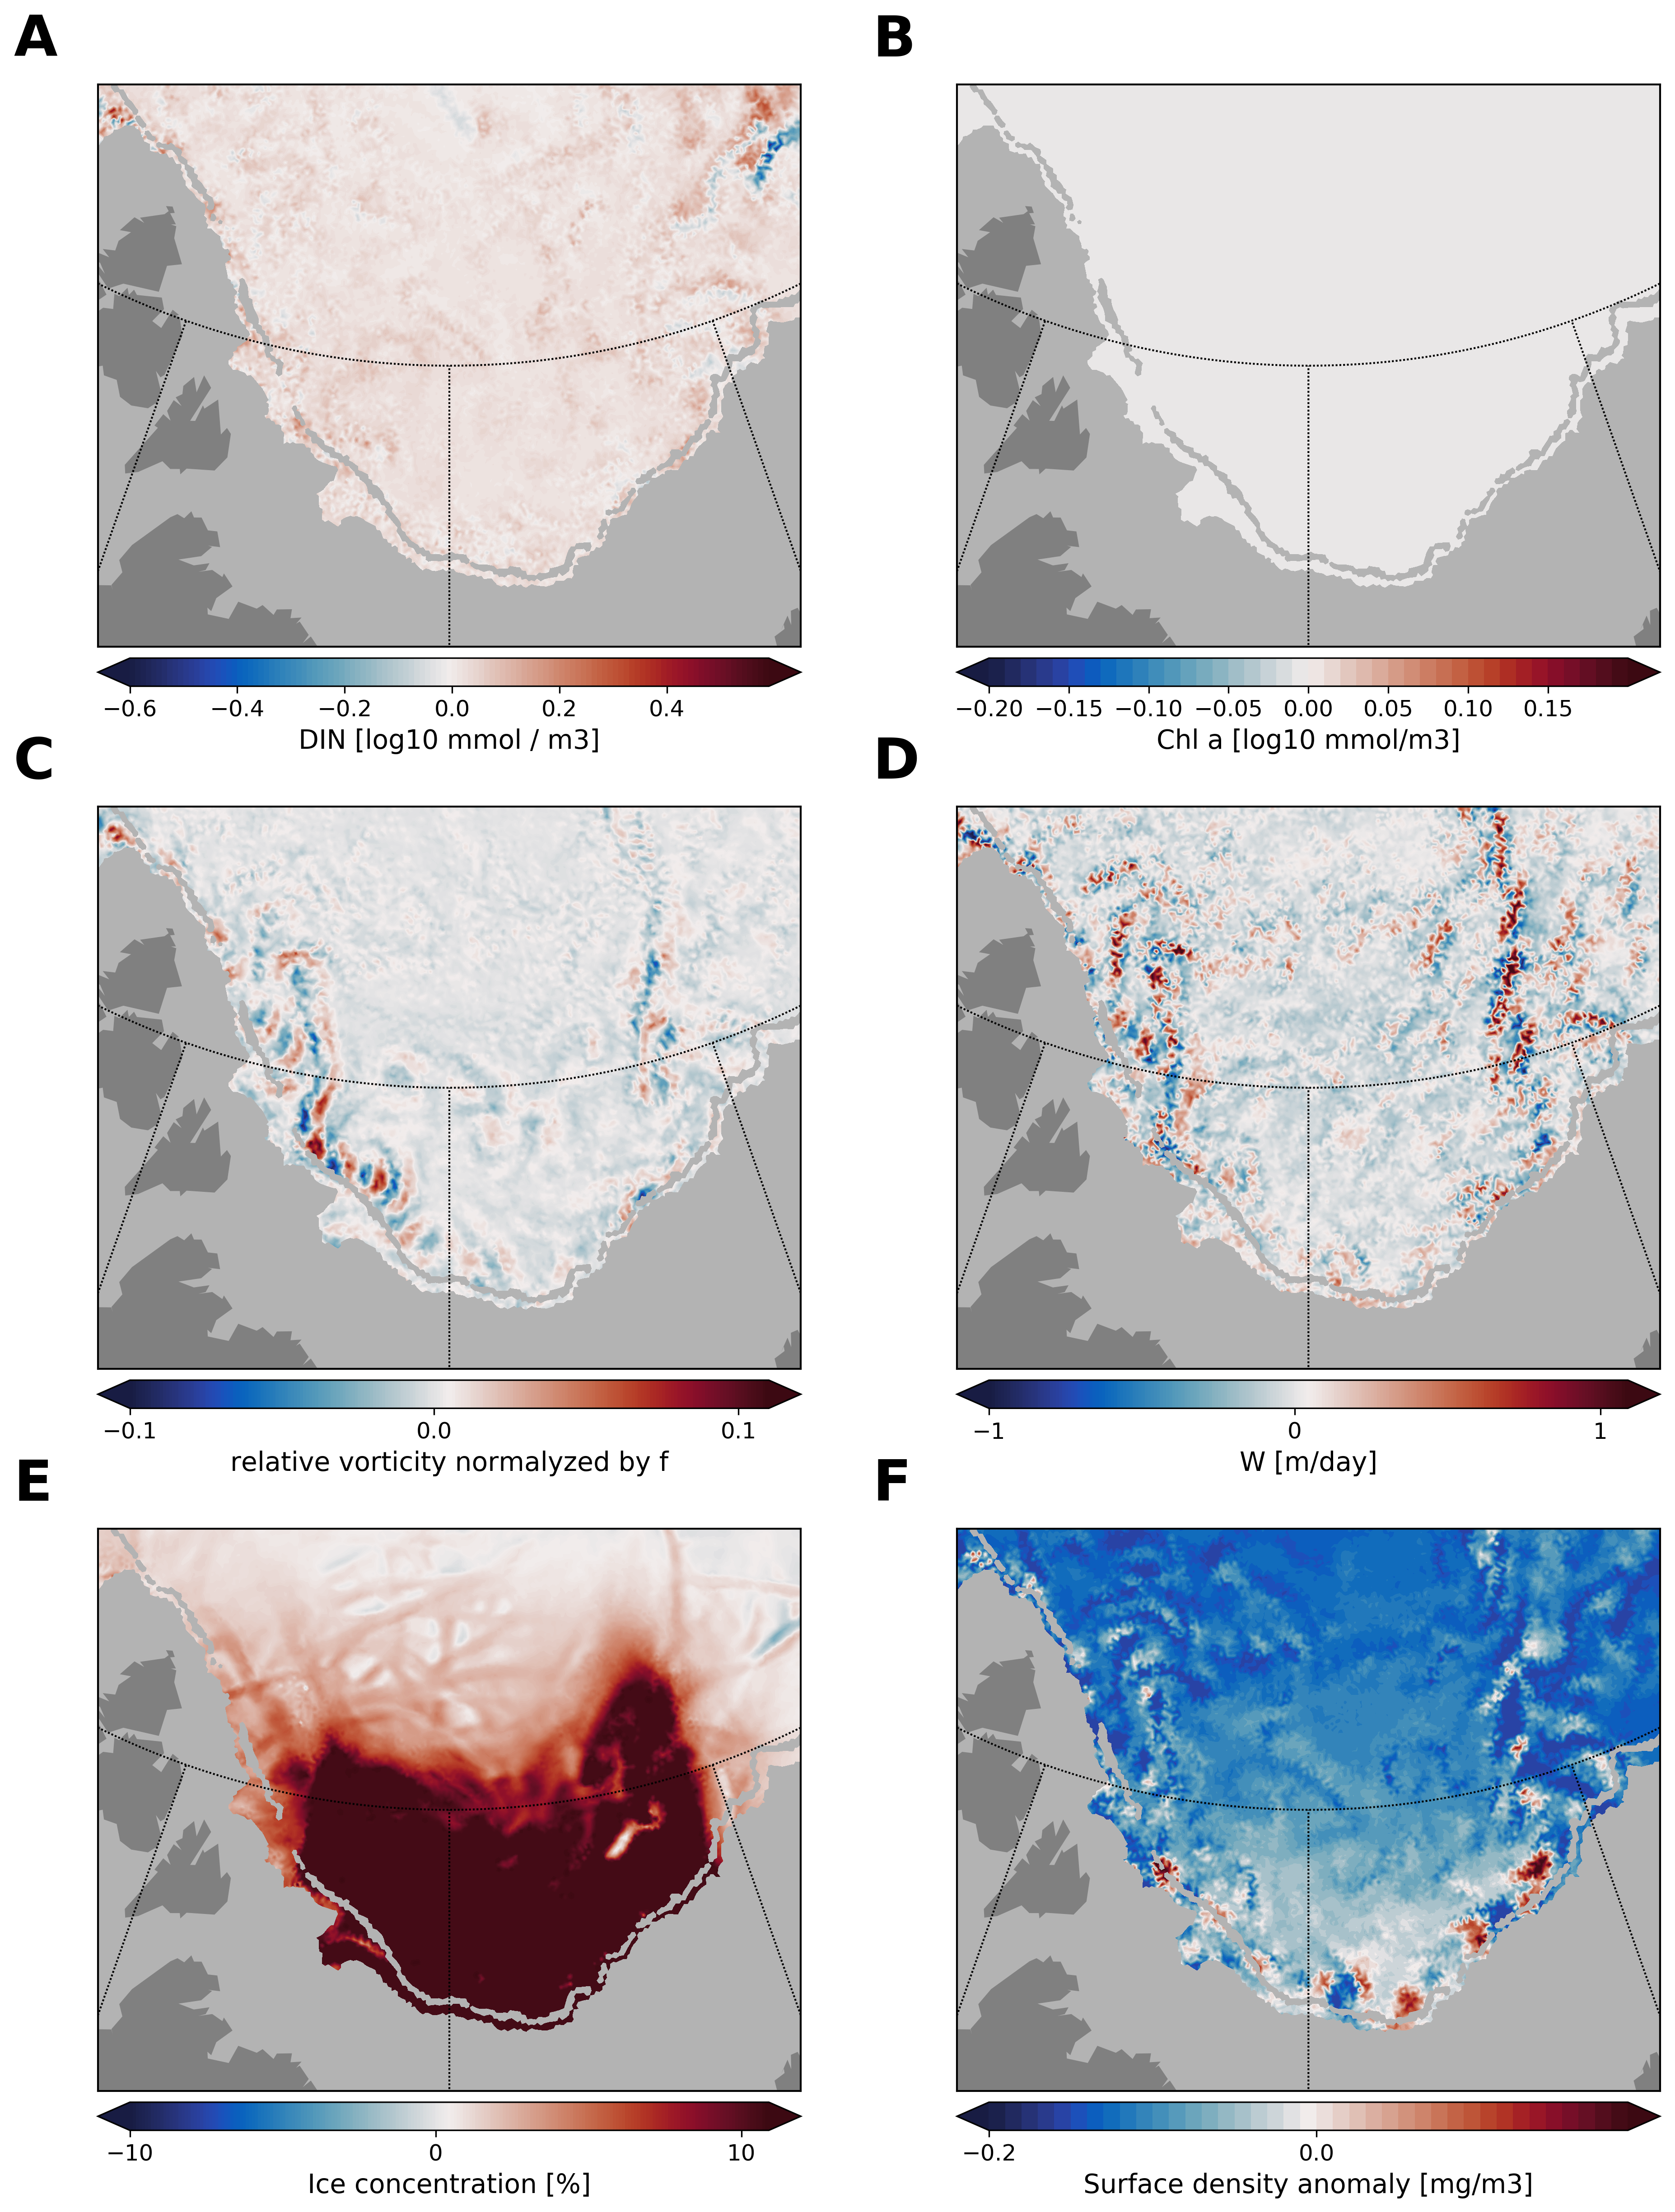 A
B
−0.6 −0.4 −0.2 0.0 0.2 0.4
DIN [log10 mmol / m3]
−0.20 −0.15 −0.10 −0.05 0.00 0.05 0.10 0.15
Chl a [log10 mmol/m3]
C
D
−0.1 0.0 0.1
relative vorticity normalyzed by f
−1 0 1
W [m/day]
E
F
−10 0 10
Ice concentration [%]
−0.2 0.0
Surface density anomaly [mg/m3]